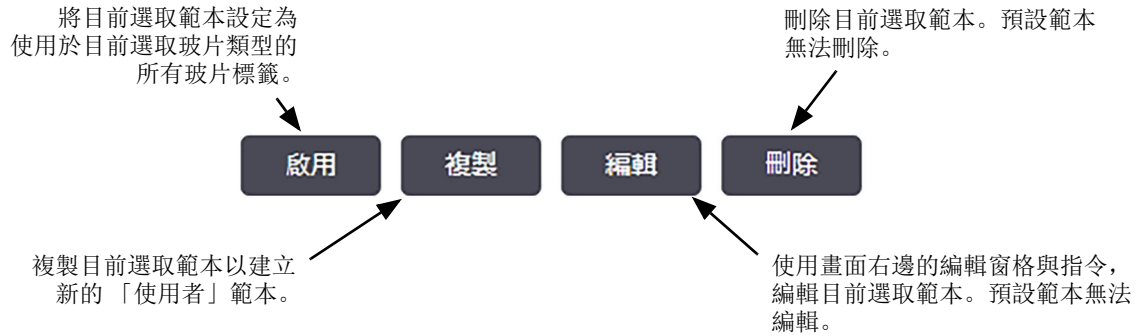 將目前選取範本設定為
使用於目前選取玻片類型的
所有玻片標籤。
刪除目前選取範本。預設範本
無法刪除。
啟用
複製
編輯
刪除
複製目前選取範本以建立
新的 「使用者」範本。
使用畫面右邊的編輯窗格與指令，
編輯目前選取範本。預設範本無法
編輯。